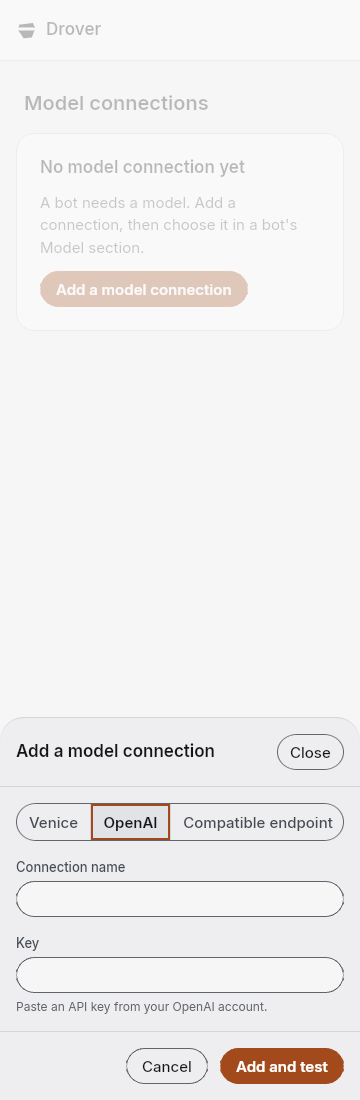 Drover
Model connections
No model connection yet
A bot needs a model. Add a
connection, then choose it in a bot's
Model section.
Add a model connection
Add a model connection
Close
Venice
OpenAI
Compatible endpoint
Connection name
Key
Paste an API key from your OpenAI account.
Cancel
Add and test